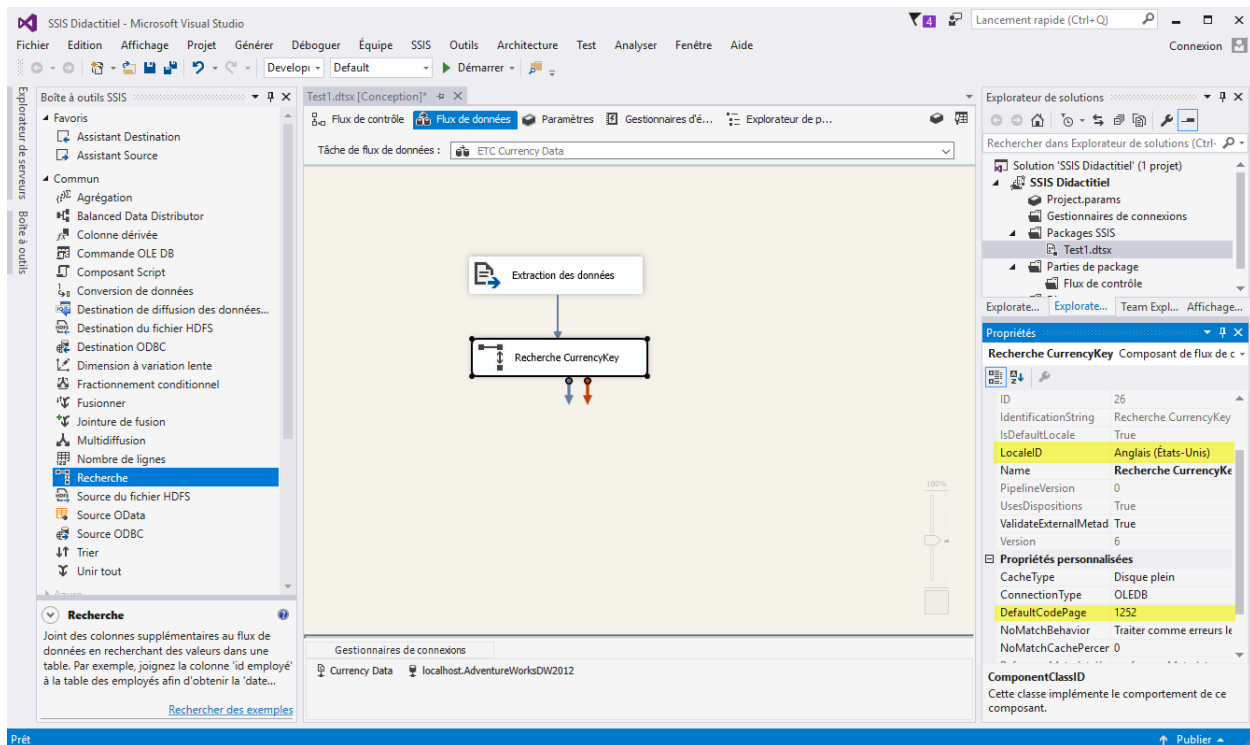 SSIS Didactitiel - Microsoft Visual Studio
4
Lancement rapide (Ctrl+Q)
Fichier Edition Affichage Projet Générer Déboguer Équipe SSIS Outils Architecture Test Analyser Fenêtre Aide
Connexion
Develop Default Démarrer
Explorateur de serveurs
Boîte à outils
Boîte à outils SSIS
Favoris
Assistant Destination
Assistant Source
Commun
Agrégation
Balanced Data Distributor
Colonne dérivée
Commande OLE DB
Composant Script
Conversion de données
Destination de diffusion des données...
Destination du fichier HDFS
Destination ODBC
Dimension à variation lente
Fractionnement conditionnel
Fusionner
Jointure de fusion
Multidiffusion
Nombre de lignes
Recherche
Source du fichier HDFS
Source OData
Source ODBC
Trier
Unir tout
Azure
Recherche
Joint des colonnes supplémentaires au flux de
données en recherchant des valeurs dans une
table. Par exemple, joignez la colonne 'id employé'
à la table des employés afin d'obtenir la 'date...
Rechercher des exemples
Test1.dtsx [Conception]*
Flux de contrôle Flux de données Paramètres Gestionnaires d'é... Explorateur de p...
Tâche de flux de données : ETC Currency Data
Extraction des données
Recherche CurrencyKey
100%
Gestionnaires de connexions
Currency Data localhost.AdventureWorksDW2012
Explorateur de solutions
Rechercher dans Explorateur de solutions (Ctrl-
Solution 'SSIS Didactitiel' (1 projet)
SSIS Didactitiel
Project.params
Gestionnaires de connexions
Packages SSIS
Test1.dtsx
Parties de package
Flux de contrôle
Explorate... Explorate... Team Expl... Affichage...
Propriétés
Recherche CurrencyKey Composant de flux de c
ID 26
IdentificationString Recherche CurrencyKey
IsDefaultLocale True
LocaleID Anglais (États-Unis)
Name Recherche CurrencyKe
PipelineVersion 0
UsesDispositions True
ValidateExternalMetad True
Version 6
Propriétés personnalisées
CacheType Disque plein
ConnectionType OLEDB
DefaultCodePage 1252
NoMatchBehavior Traiter comme erreurs le
NoMatchCachePercer 0
ComponentClassID
Cette classe implémente le comportement de ce
composant.
Prêt
Publier